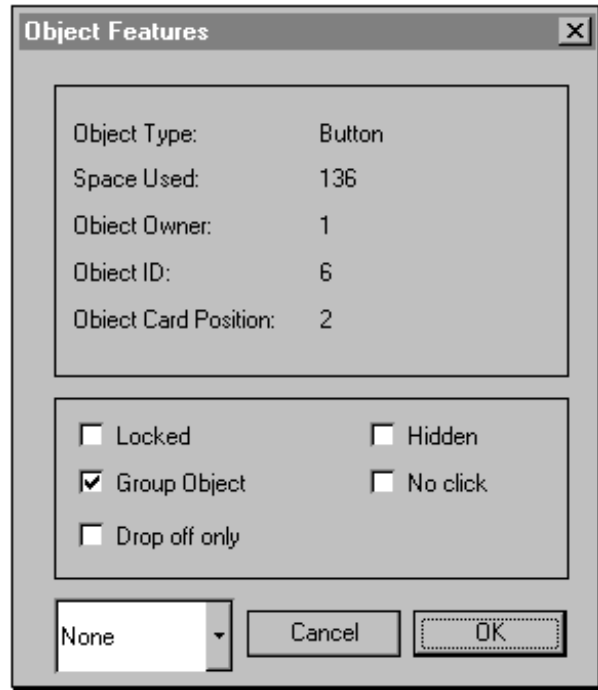 Object Features
Object Type: Button
Space Used: 136
Object Owner: 1
Object ID: 6
Object Card Position: 2
Locked Hidden
Group Object No click
Drop off only
None Cancel OK